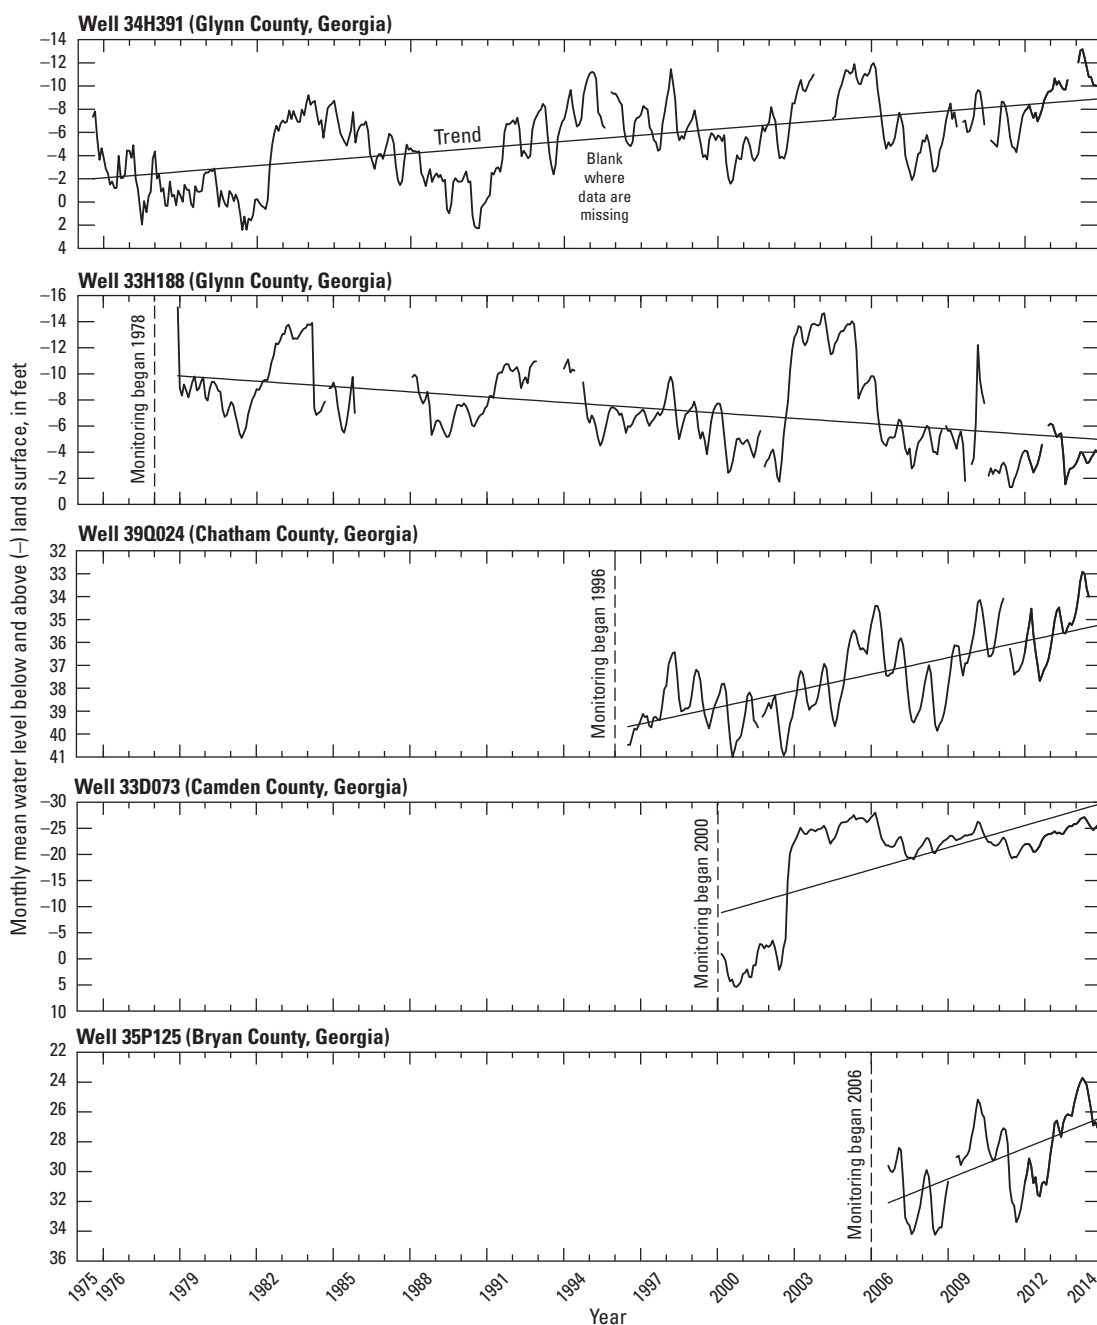 Monthly mean water level below and above (–) land surface, in feet
Well 34H391 (Glynn County, Georgia)
–14
–12
–10
–8
–6
–4
–2
0
2
4
Trend
Blank
where
data are
missing
Well 33H188 (Glynn County, Georgia)
–16
–14
–12
–10
–8
–6
–4
–2
0
Monitoring began 1978
Well 39Q024 (Chatham County, Georgia)
32
33
34
35
36
37
38
39
40
41
Monitoring began 1996
Well 33D073 (Camden County, Georgia)
–30
–25
–20
–15
–10
–5
0
5
10
Monitoring began 2000
Well 35P125 (Bryan County, Georgia)
22
24
26
28
30
32
34
36
Monitoring began 2006
1975 1976 1979 1982 1985 1988 1991 1994 1997 2000 2003 2006 2009 2012 2014
Year